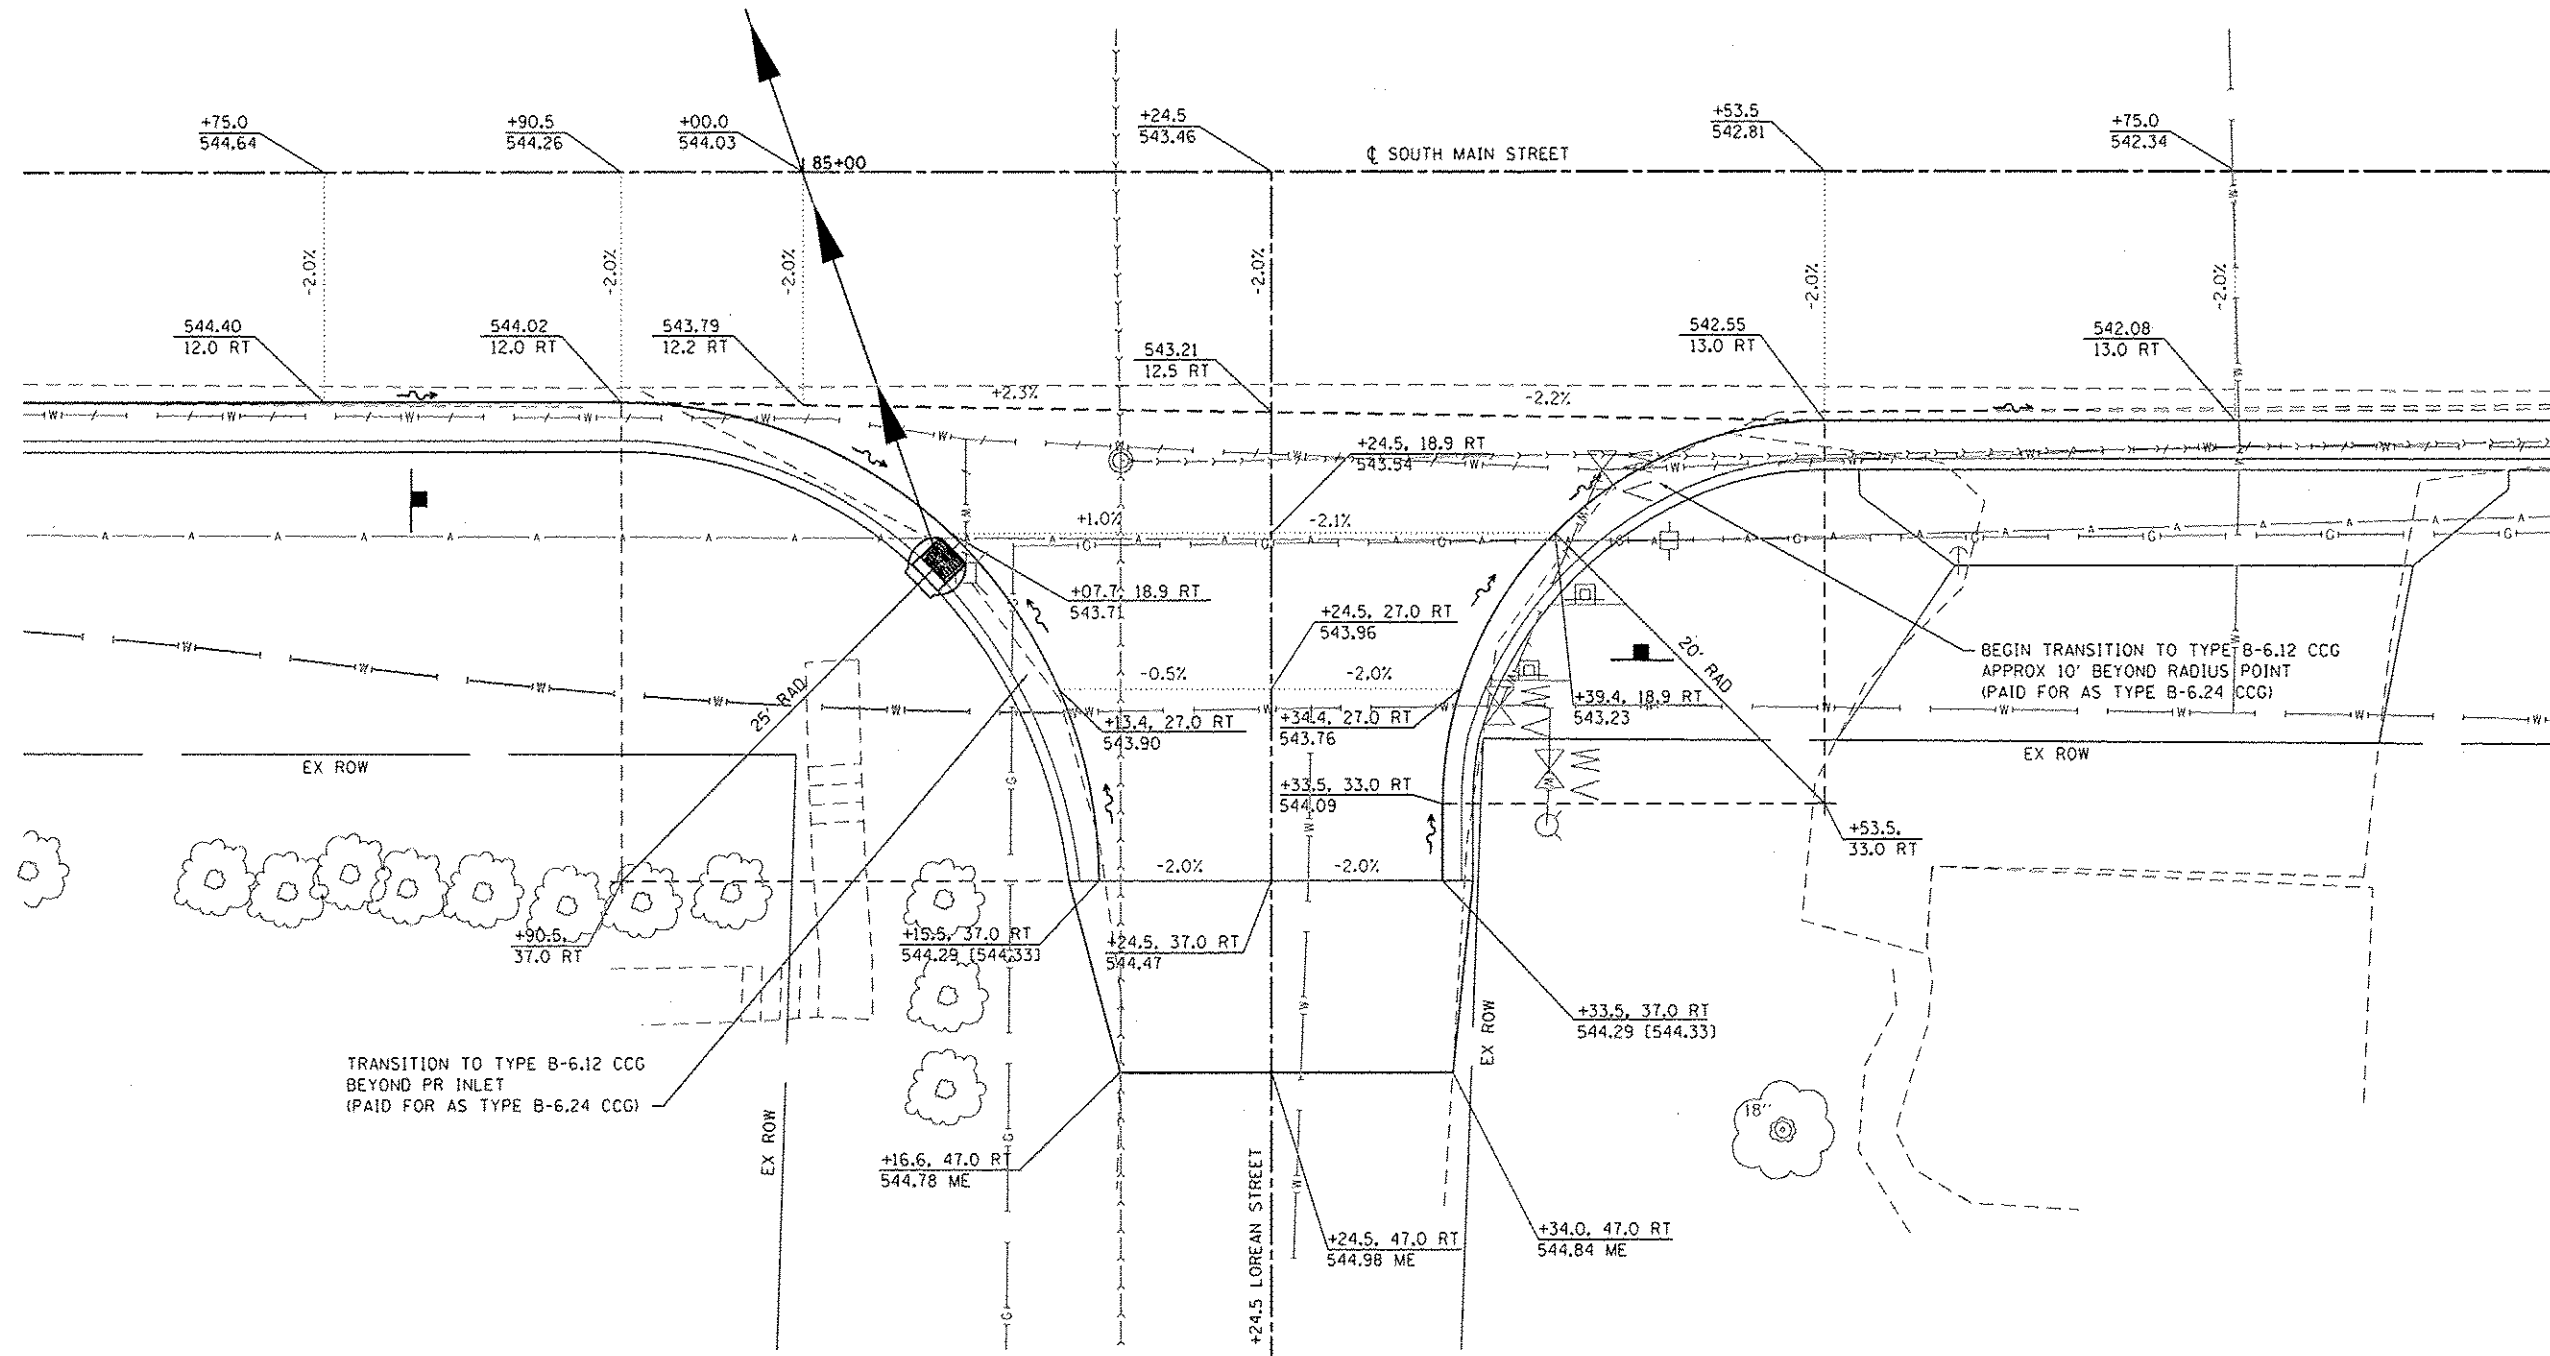 +75.0
544.64
+90.5
544.26
+00.0
544.03
85+00
+24.5
543.46
℄ SOUTH MAIN STREET
+53.5
542.81
+75.0
542.34
-2.0%
-2.0%
-2.0%
-2.0%
-2.0%
-2.0%
544.40
12.0 RT
544.02
12.0 RT
543.79
12.2 RT
543.21
12.5 RT
542.55
13.0 RT
542.08
13.0 RT
+2.3%
-2.2%
+24.5, 18.9 RT
543.54
+1.0%
-2.1%
+07.7, 18.9 RT
543.71
+24.5, 27.0 RT
543.96
-0.5%
-2.0%
25' RAD
20' RAD
+13.4, 27.0 RT
543.90
+34.4, 27.0 RT
543.76
+39.4, 18.9 RT
543.23
BEGIN TRANSITION TO TYPE B-6.12 CCG
APPROX 10' BEYOND RADIUS POINT
(PAID FOR AS TYPE B-6.24 CCG)
EX ROW
EX ROW
WV
WV
+33.5, 33.0 RT
544.09
+53.5,
33.0 RT
-2.0%
-2.0%
+90.5,
37.0 RT
+15.5, 37.0 RT
544.29 (544.33)
+24.5, 37.0 RT
544.47
+33.5, 37.0 RT
544.29 (544.33)
EX ROW
TRANSITION TO TYPE B-6.12 CCG
BEYOND PR INLET
(PAID FOR AS TYPE B-6.24 CCG)
EX ROW
18"
+16.6, 47.0 RT
544.78 ME
+24.5 LOREAN STREET
+24.5, 47.0 RT
544.98 ME
+34.0, 47.0 RT
544.84 ME